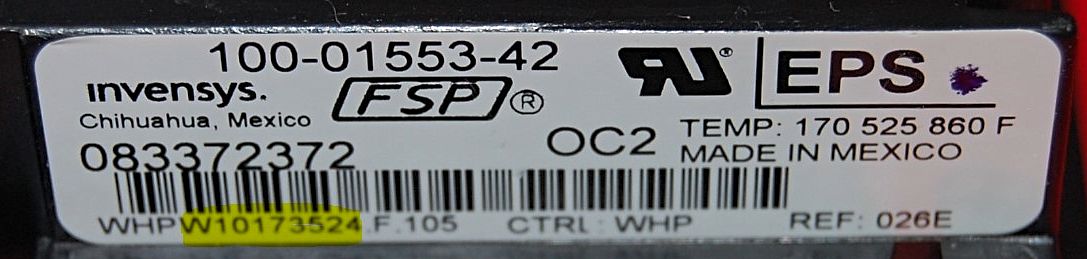 100-01553-42
invensys.
Chihuahua, Mexico
FSP®
RU®
EPS
083372372
OC2
TEMP: 170 525 860 F
MADE IN MEXICO
WHPW10173524.F.105 CTRL: WHP REF: 026E